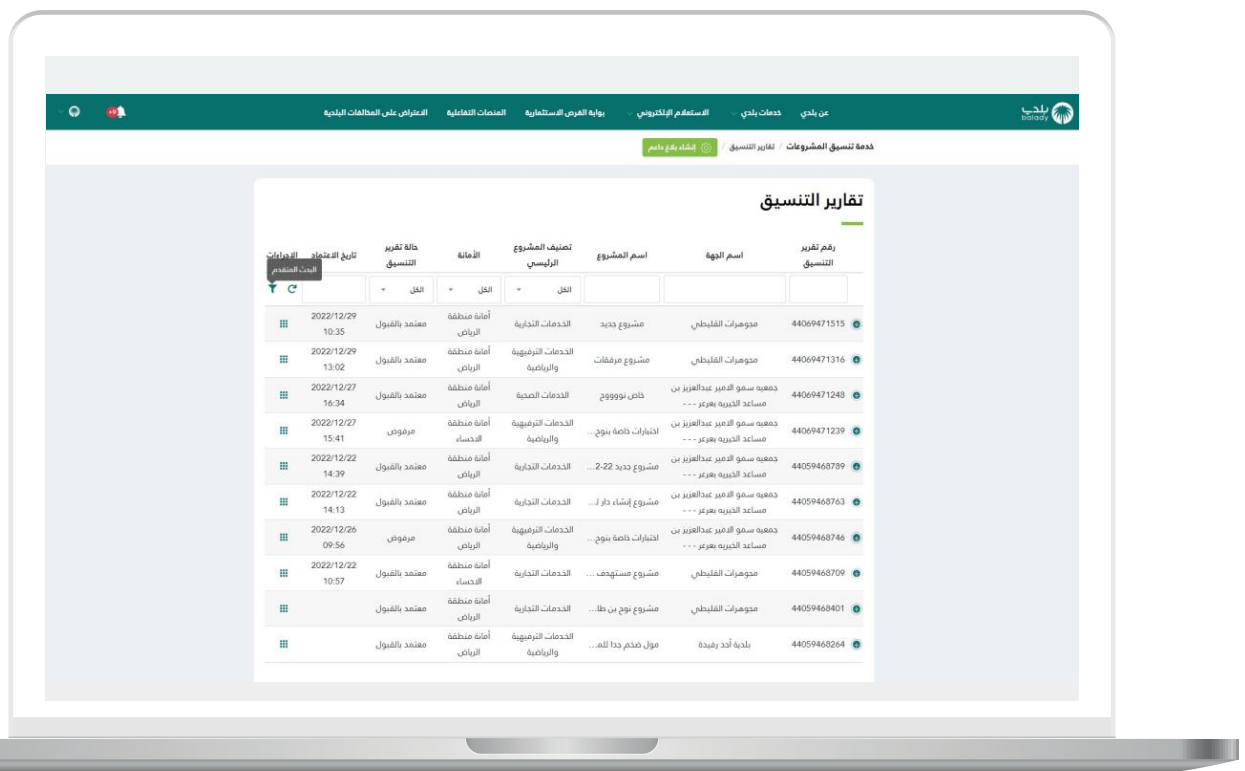 بلدي
balady
عن بلدي
خدمات بلدي
الاستعلام الإلكتروني
بوابة الفرص الاستثمارية
المنصات التفاعلية
الاعتراض على المخالفات البلدية
خدمة تنسيق المشروعات / تقارير التنسيق / إنشاء بلاغ داعم
تقارير التنسيق
رقم تقرير التنسيق
اسم الجهة
اسم المشروع
تصنيف المشروع الرئيسي
الأمانة
حالة تقرير التنسيق
تاريخ الاعتماد
الإجراءات
البحث المتقدم
الكل
الكل
الكل
44069471515 مجوهرات القليطي مشروع جديد الخدمات التجارية أمانة منطقة الرياض معتمد بالقبول 2022/12/29 10:35
44069471316 مجوهرات القليطي مشروع مرفقات الخدمات الترفيهية والرياضية أمانة منطقة الرياض معتمد بالقبول 2022/12/29 13:02
44069471248 جمعيه سمو الامير عبدالعزيز بن مساعد الخيريه بعرعر - - - خاص نووووح الخدمات الصحية أمانة منطقة الرياض معتمد بالقبول 2022/12/27 16:34
44069471239 جمعيه سمو الامير عبدالعزيز بن مساعد الخيريه بعرعر - - - اختبارات خاصة بنوح... الخدمات الترفيهية والرياضية أمانة منطقة الاحساء مرفوض 2022/12/27 15:41
44059468789 جمعيه سمو الامير عبدالعزيز بن مساعد الخيريه بعرعر - - - مشروع جديد 22-2... الخدمات التجارية أمانة منطقة الرياض معتمد بالقبول 2022/12/22 14:39
44059468763 جمعيه سمو الامير عبدالعزيز بن مساعد الخيريه بعرعر - - - مشروع إنشاء دار ل... الخدمات التجارية أمانة منطقة الرياض معتمد بالقبول 2022/12/22 14:13
44059468746 جمعيه سمو الامير عبدالعزيز بن مساعد الخيريه بعرعر - - - اختبارات خاصة بنوح... الخدمات الترفيهية والرياضية أمانة منطقة الرياض مرفوض 2022/12/26 09:56
44059468709 مجوهرات القليطي مشروع مستهدف ... الخدمات التجارية أمانة منطقة الاحساء معتمد بالقبول 2022/12/22 10:57
44059468401 مجوهرات القليطي مشروع نوح بن طا... الخدمات التجارية أمانة منطقة الرياض معتمد بالقبول
44059468264 بلدية أحد رفيدة مول ضخم جدا للم... الخدمات الترفيهية والرياضية أمانة منطقة الرياض معتمد بالقبول